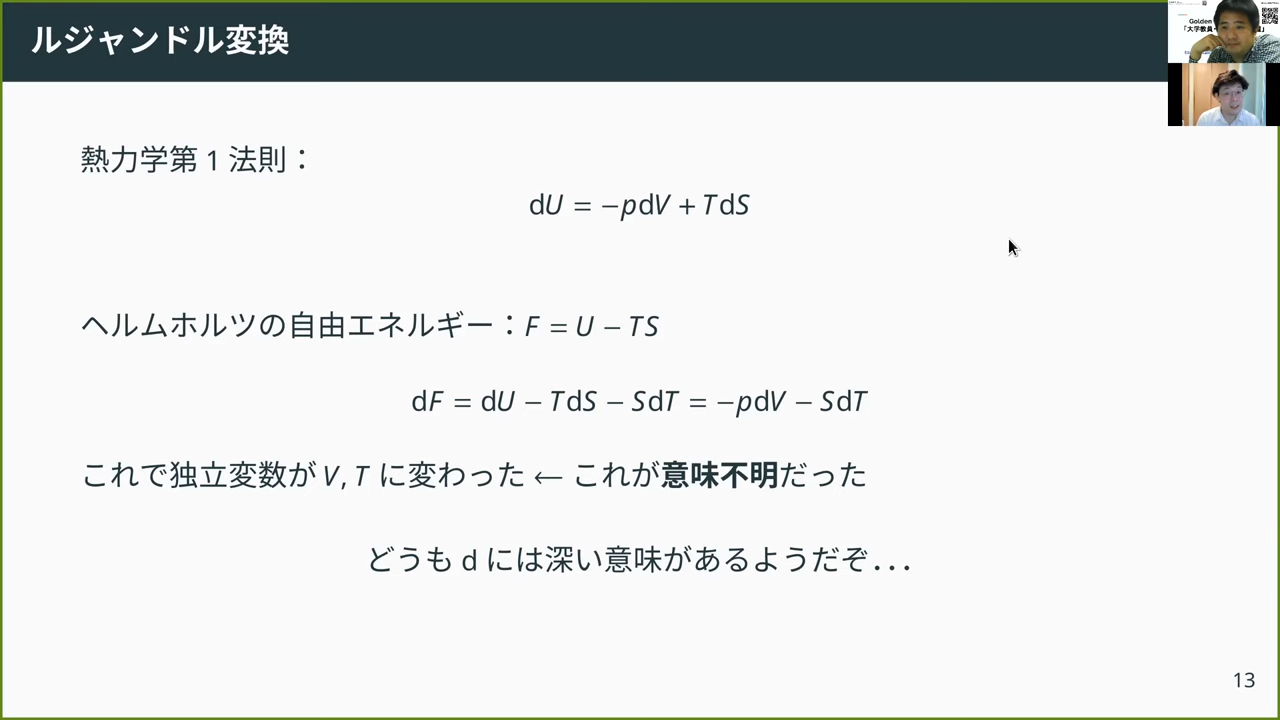 ルジャンドル変換
Golden
「大学教員
熱力学第 1 法則：
dU = −pdV + TdS
ヘルムホルツの自由エネルギー：F = U − TS
dF = dU − TdS − SdT = −pdV − SdT
これで独立変数が V, T に変わった ⟵ これが意味不明だった
どうも d には深い意味があるようだぞ...
13